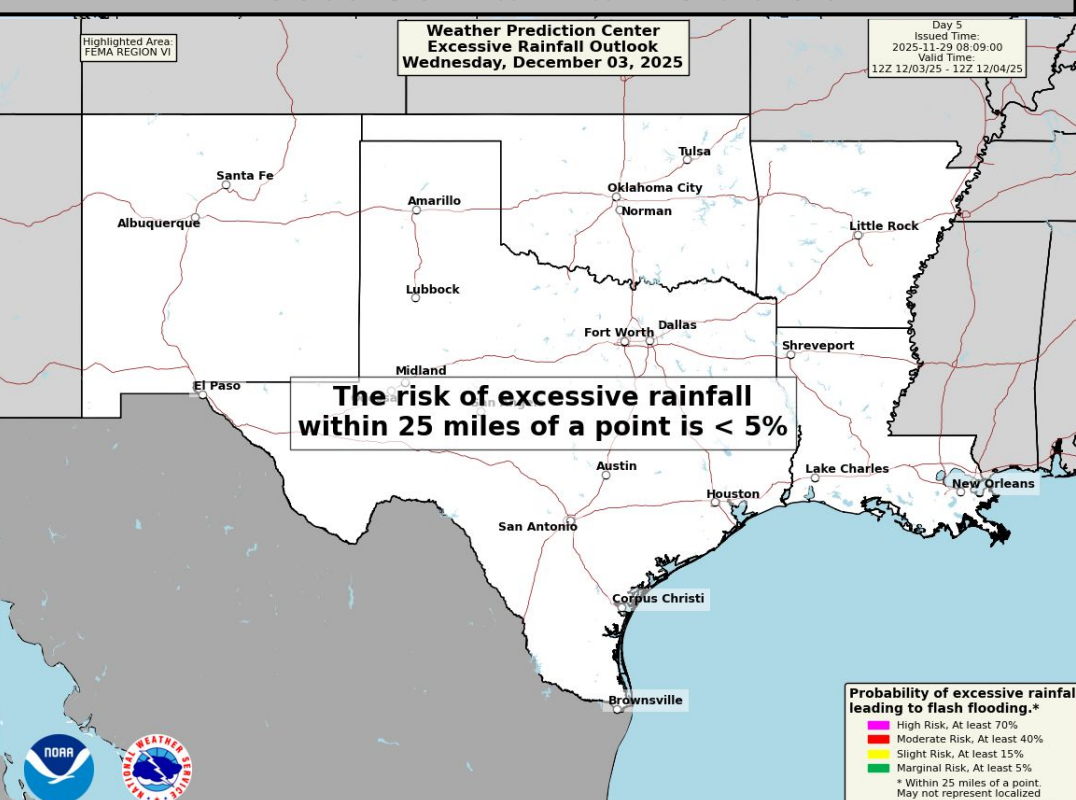 Highlighted Area:
FEMA REGION VI
Weather Prediction Center
Excessive Rainfall Outlook
Wednesday, December 03, 2025
Day 5
Issued Time:
2025-11-29 08:09:00
Valid Time:
12Z 12/03/25 - 12Z 12/04/25
Tulsa
Santa Fe
Oklahoma City
Amarillo
Norman
Albuquerque
Little Rock
Lubbock
Dallas
Fort Worth
Shreveport
Midland
El Paso
The risk of excessive rainfall
within 25 miles of a point is < 5%
Austin
Lake Charles
New Orleans
Houston
San Antonio
Corpus Christi
Brownsville
Probability of excessive rainfal
leading to flash flooding.*
High Risk, At least 70%
Moderate Risk, At least 40%
Slight Risk, At least 15%
Marginal Risk, At least 5%
* Within 25 miles of a point.
May not represent localized
NOAA
NATIONAL WEATHER SERVICE